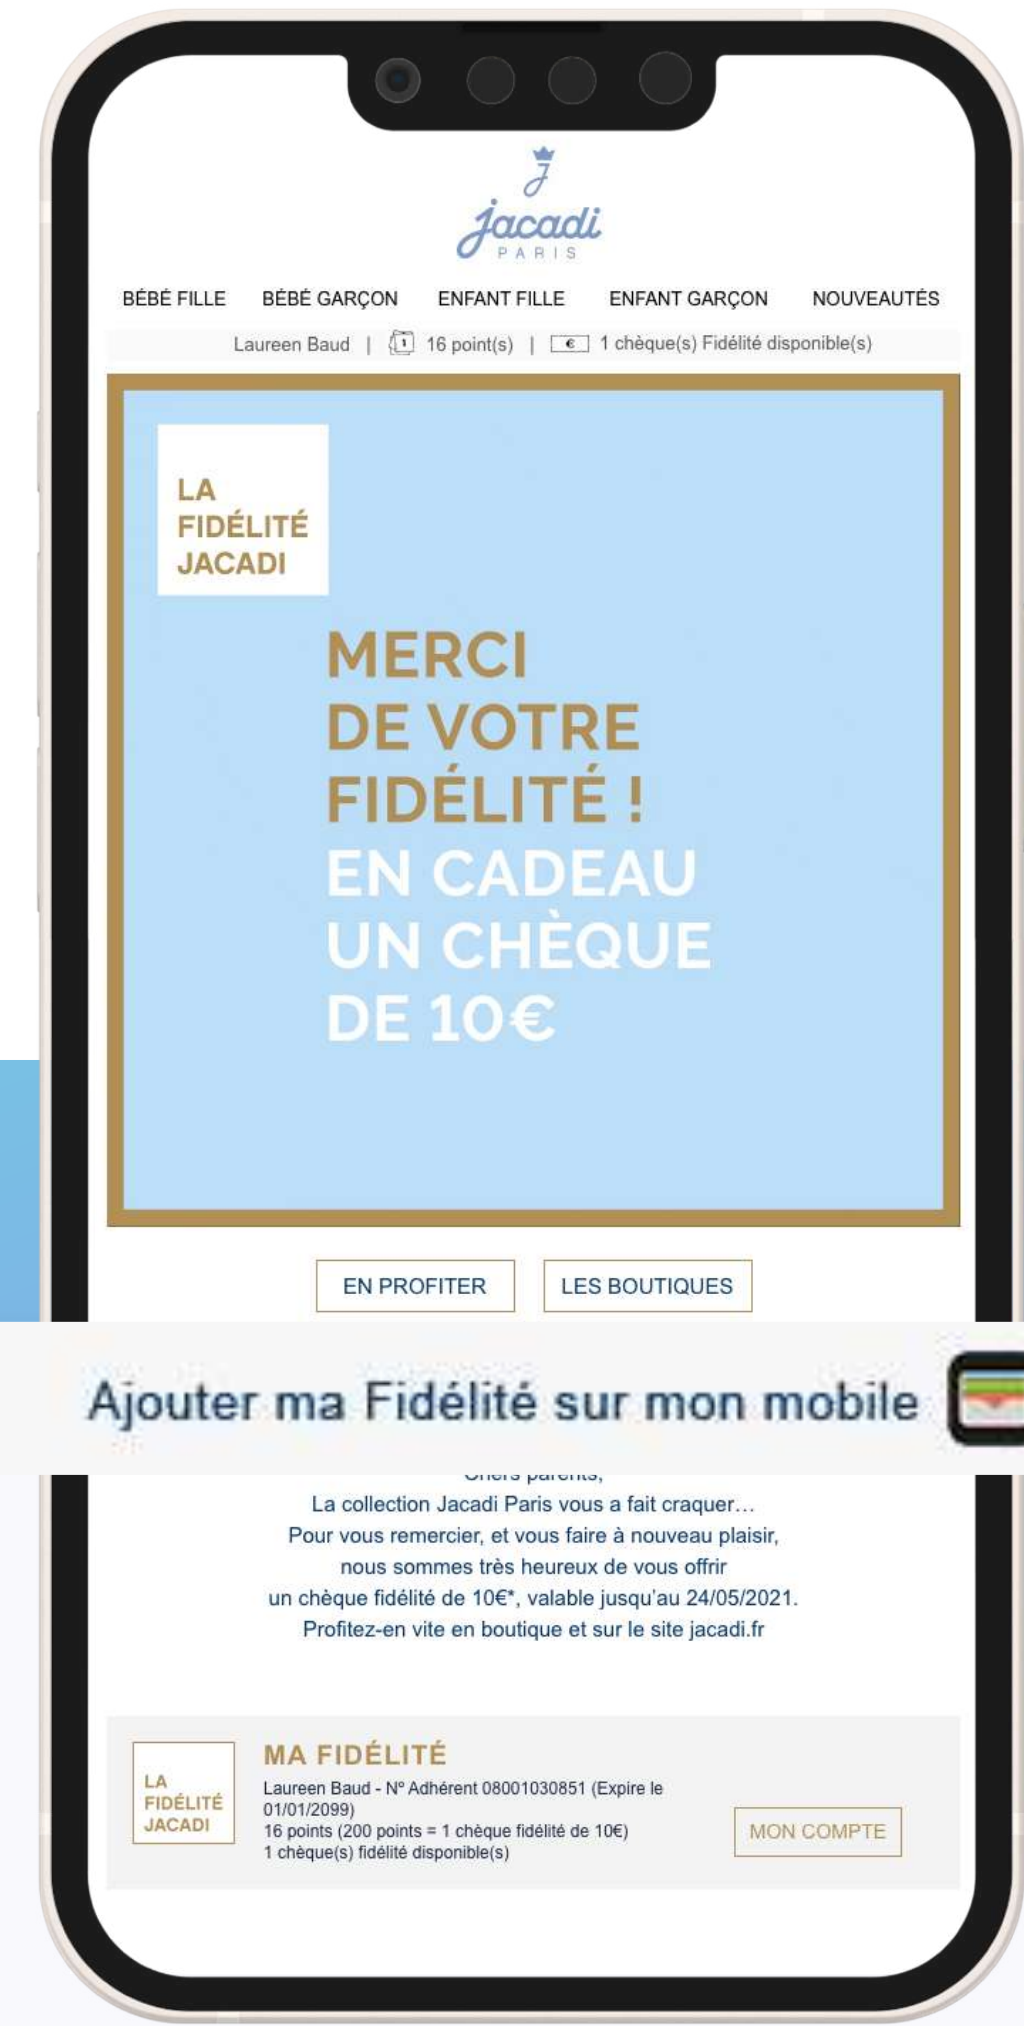 J
jacadi
PARIS
BÉBÉ FILLE BÉBÉ GARÇON ENFANT FILLE ENFANT GARÇON NOUVEAUTÉS
Laureen Baud | 1 16 point(s) | € 1 chèque(s) Fidélité disponible(s)
LA
FIDÉLITÉ
JACADI
MERCI
DE VOTRE
FIDÉLITÉ !
EN CADEAU
UN CHÈQUE
DE 10€
EN PROFITER LES BOUTIQUES
Ajouter ma Fidélité sur mon mobile
Chers parents,
La collection Jacadi Paris vous a fait craquer…
Pour vous remercier, et vous faire à nouveau plaisir,
nous sommes très heureux de vous offrir
un chèque fidélité de 10€*, valable jusqu'au 24/05/2021.
Profitez-en vite en boutique et sur le site jacadi.fr
LA
FIDÉLITÉ
JACADI
MA FIDÉLITÉ
Laureen Baud - Nº Adhérent 08001030851 (Expire le
01/01/2099)
16 points (200 points = 1 chèque fidélité de 10€)
1 chèque(s) fidélité disponible(s)
MON COMPTE